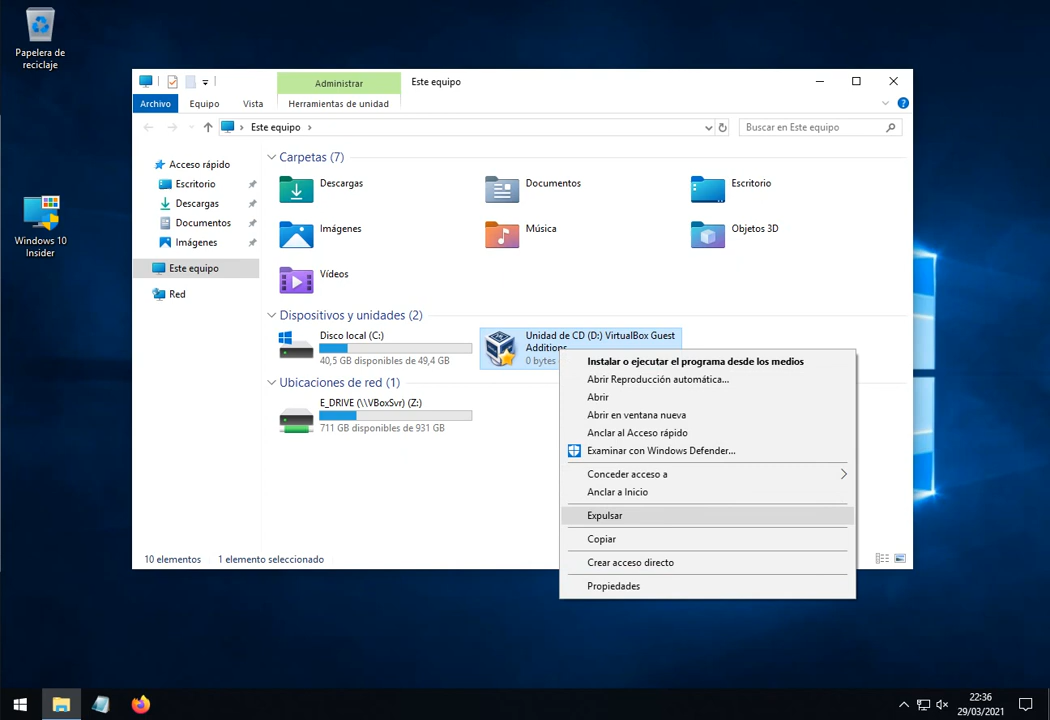 Papelera de
reciclaje
Windows 10
Insider
Administrar
Este equipo
Archivo
Equipo
Vista
Herramientas de unidad
?
Este equipo
Buscar en Este equipo
Acceso rápido
Escritorio
Descargas
Documentos
Imágenes
Este equipo
Red
Carpetas (7)
Descargas
Documentos
Escritorio
Imágenes
Música
Objetos 3D
Vídeos
Dispositivos y unidades (2)
Disco local (C:)
40,5 GB disponibles de 49,4 GB
Unidad de CD (D:) VirtualBox Guest
Additions
0 bytes
Ubicaciones de red (1)
E_DRIVE (\\VBoxSvr) (Z:)
711 GB disponibles de 931 GB
Instalar o ejecutar el programa desde los medios
Abrir Reproducción automática...
Abrir
Abrir en ventana nueva
Anclar al Acceso rápido
Examinar con Windows Defender...
Conceder acceso a
Anclar a Inicio
Expulsar
Copiar
Crear acceso directo
Propiedades
10 elementos
1 elemento seleccionado
22:36
29/03/2021